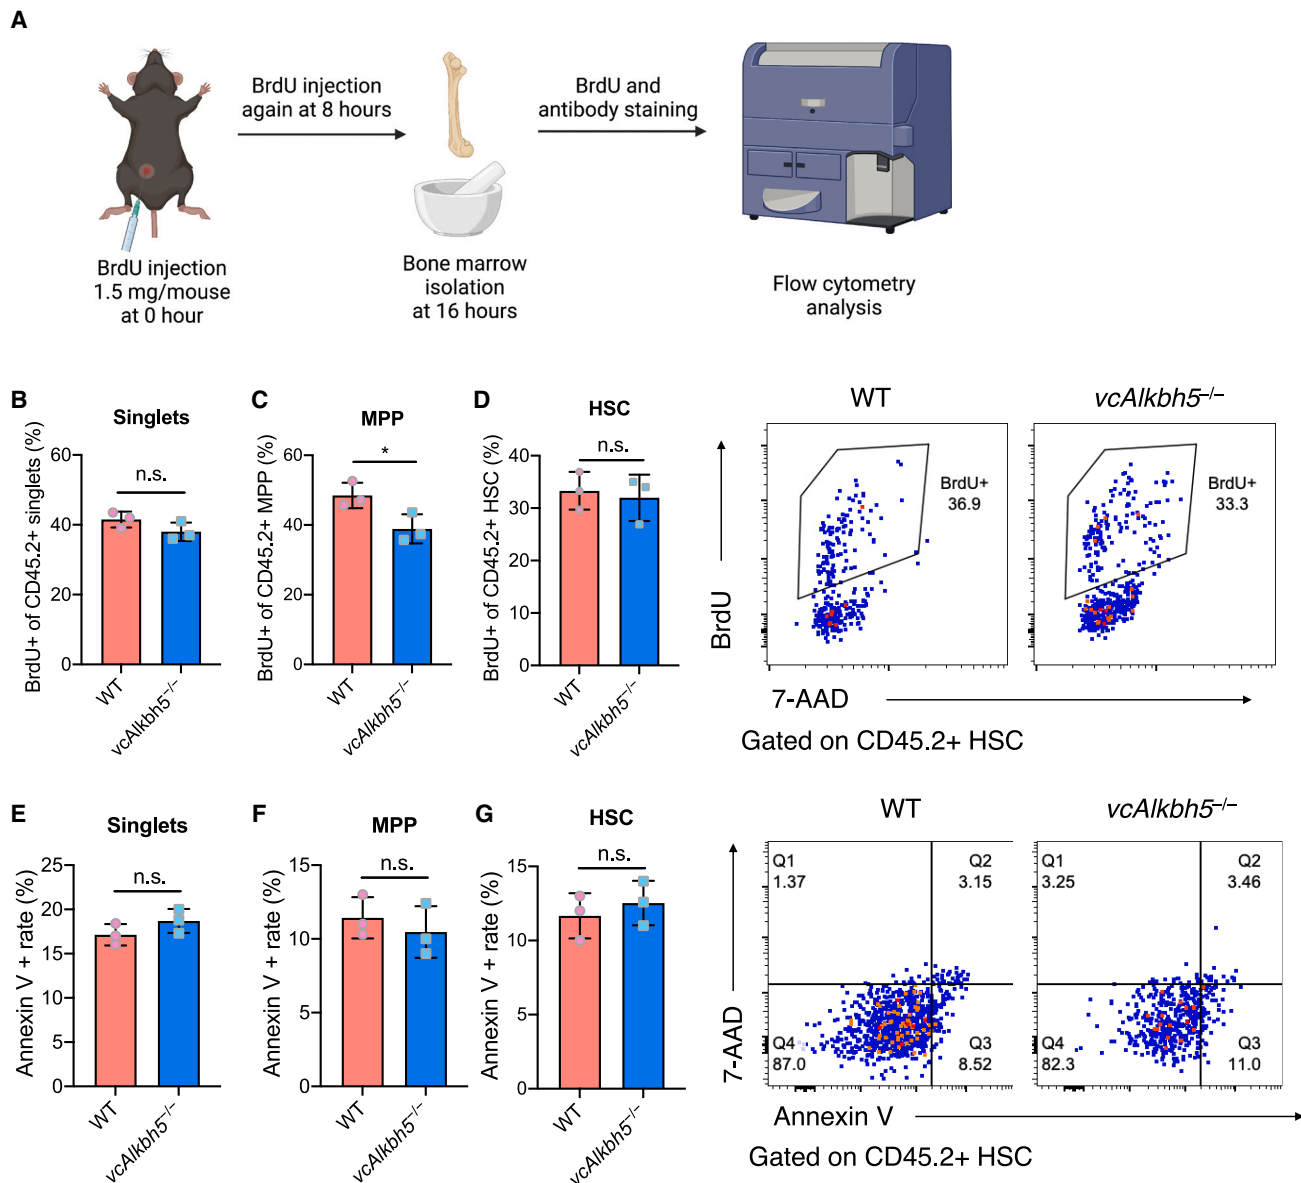 A
BrdU injection
again at 8 hours
BrdU and
antibody staining
BrdU injection
1.5 mg/mouse
at 0 hour
Bone marrow
isolation
at 16 hours
Flow cytometry
analysis
B
Singlets
BrdU+ of CD45.2+ singlets (%)
60
40
20
0
n.s.
WT
vcAlkbh5–/–
C
MPP
BrdU+ of CD45.2+ MPP (%)
60
40
20
0
*
WT
vcAlkbh5–/–
D
HSC
BrdU+ of CD45.2+ HSC (%)
40
30
20
10
0
n.s.
WT
vcAlkbh5–/–
WT
vcAlkbh5–/–
BrdU+
36.9
BrdU+
33.3
BrdU
7-AAD
Gated on CD45.2+ HSC
E
Singlets
Annexin V + rate (%)
25
20
15
10
5
0
n.s.
WT
vcAlkbh5–/–
F
MPP
Annexin V + rate (%)
15
10
5
0
n.s.
WT
vcAlkbh5–/–
G
HSC
Annexin V + rate (%)
15
10
5
0
n.s.
WT
vcAlkbh5–/–
WT
vcAlkbh5–/–
Q1
1.37
Q2
3.15
Q4
87.0
Q3
8.52
Q1
3.25
Q2
3.46
Q4
82.3
Q3
11.0
7-AAD
Annexin V
Gated on CD45.2+ HSC